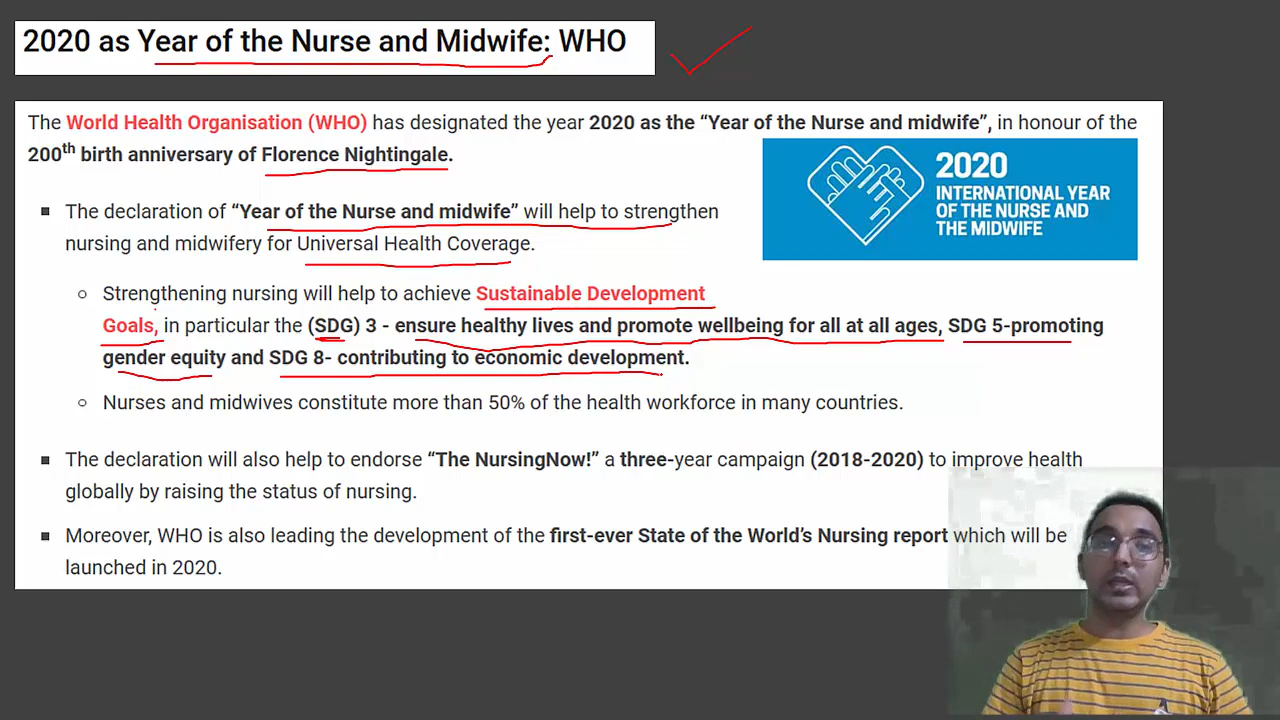 2020 as Year of the Nurse and Midwife: WHO
The World Health Organisation (WHO) has designated the year 2020 as the “Year of the Nurse and midwife”, in honour of the
200th birth anniversary of Florence Nightingale.
2020
INTERNATIONAL YEAR
OF THE NURSE AND
THE MIDWIFE
▪ The declaration of “Year of the Nurse and midwife” will help to strengthen
nursing and midwifery for Universal Health Coverage.
○ Strengthening nursing will help to achieve Sustainable Development
Goals, in particular the (SDG) 3 - ensure healthy lives and promote wellbeing for all at all ages, SDG 5-promoting
gender equity and SDG 8- contributing to economic development.
○ Nurses and midwives constitute more than 50% of the health workforce in many countries.
▪ The declaration will also help to endorse “The NursingNow!” a three-year campaign (2018-2020) to improve health
globally by raising the status of nursing.
▪ Moreover, WHO is also leading the development of the first-ever State of the World’s Nursing report which will be
launched in 2020.